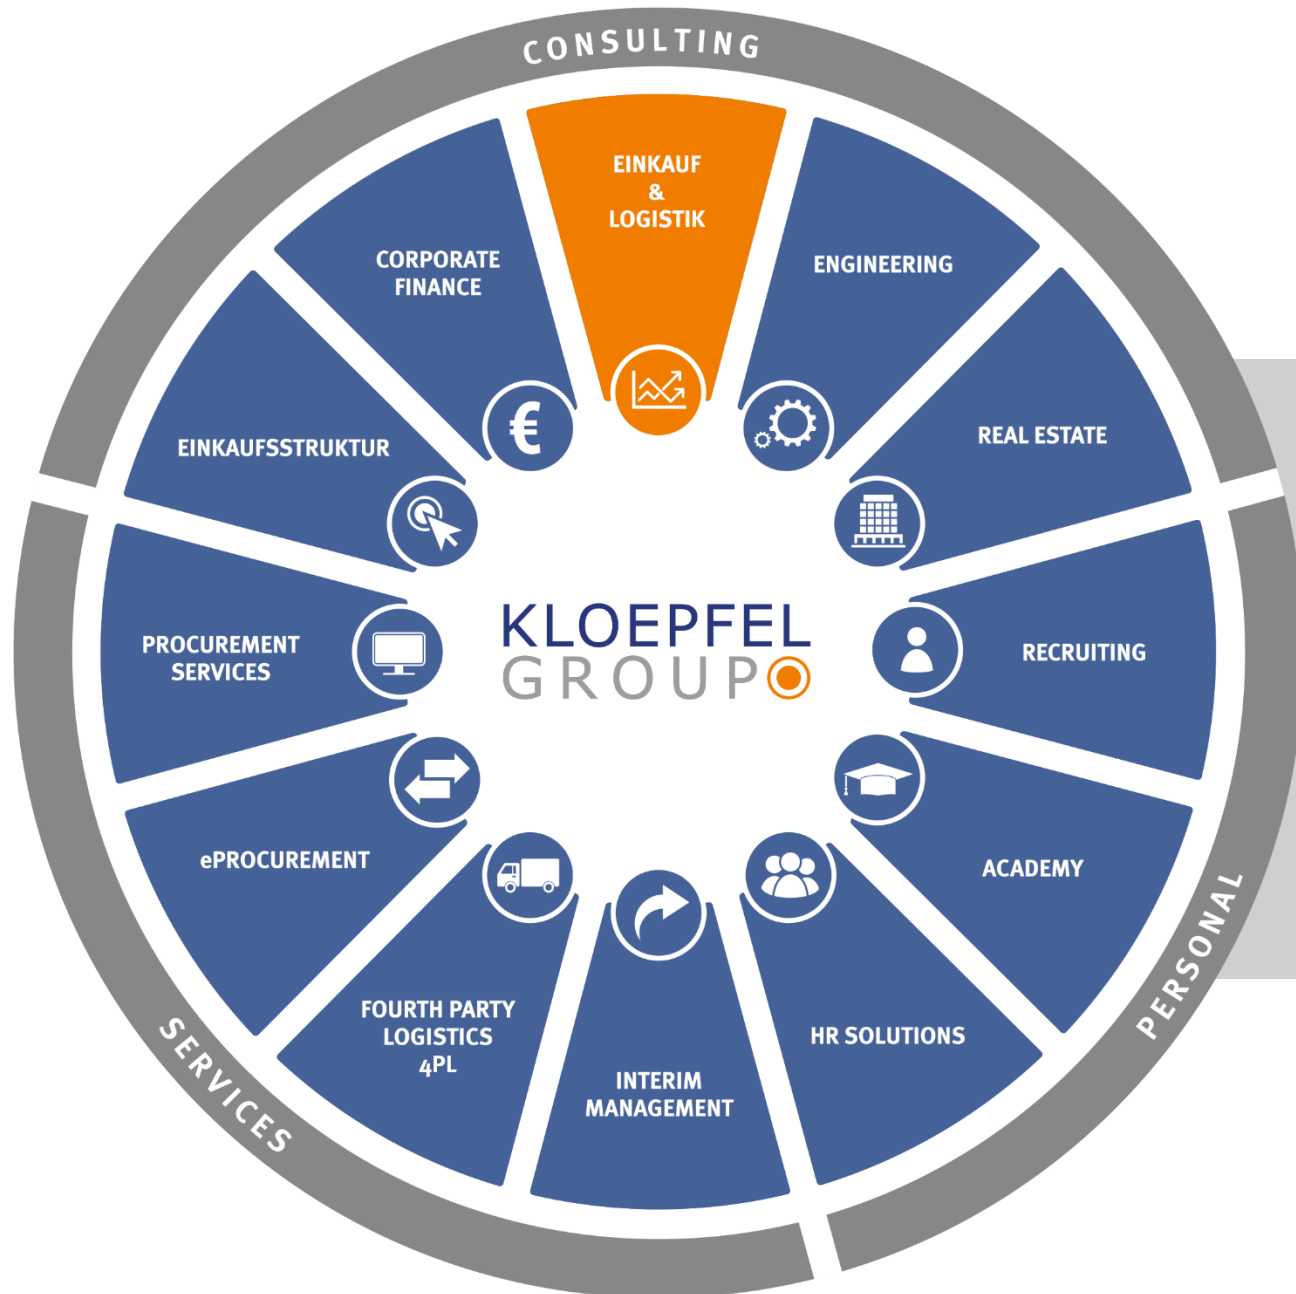 CONSULTING
EINKAUF
&
LOGISTIK
ENGINEERING
REAL ESTATE
RECRUITING
ACADEMY
HR SOLUTIONS
INTERIM
MANAGEMENT
FOURTH PARTY
LOGISTICS
4PL
ePROCUREMENT
PROCUREMENT
SERVICES
EINKAUFSSTRUKTUR
CORPORATE
FINANCE
€
KLOEPFEL
GROUP
PERSONAL
SERVICES